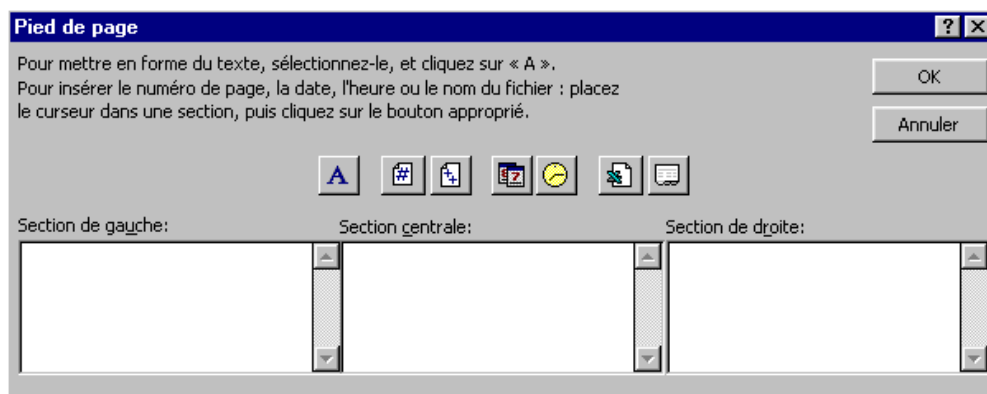 Pied de page
Pour mettre en forme du texte, sélectionnez-le, et cliquez sur « A ».
Pour insérer le numéro de page, la date, l'heure ou le nom du fichier : placez
le curseur dans une section, puis cliquez sur le bouton approprié.
OK
Annuler
A
Section de gauche:
Section centrale:
Section de droite: